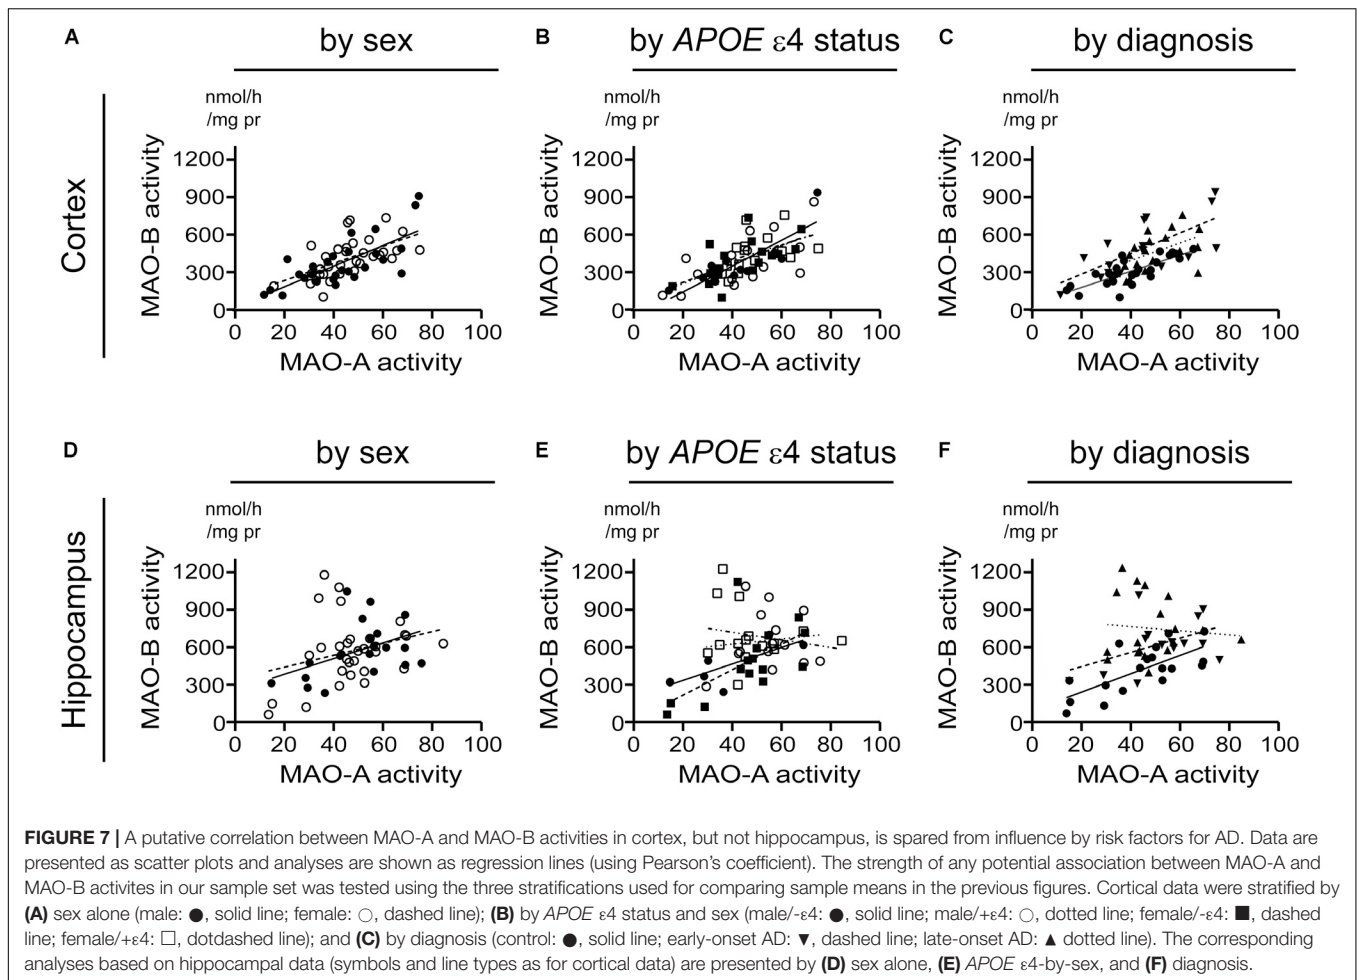 A by sex
B by APOE ε4 status
C by diagnosis
Cortex
nmol/h
/mg pr
MAO-B activity
1200
900
600
300
0
0 20 40 60 80 100
MAO-A activity
nmol/h
/mg pr
MAO-B activity
1200
900
600
300
0
0 20 40 60 80 100
MAO-A activity
nmol/h
/mg pr
MAO-B activity
1200
900
600
300
0
0 20 40 60 80 100
MAO-A activity
D by sex
E by APOE ε4 status
F by diagnosis
Hippocampus
nmol/h
/mg pr
MAO-B activity
1200
900
600
300
0
0 20 40 60 80 100
MAO-A activity
nmol/h
/mg pr
MAO-B activity
1200
900
600
300
0
0 20 40 60 80 100
MAO-A activity
nmol/h
/mg pr
MAO-B activity
1200
900
600
300
0
0 20 40 60 80 100
MAO-A activity
FIGURE 7 | A putative correlation between MAO-A and MAO-B activities in cortex, but not hippocampus, is spared from influence by risk factors for AD. Data are
presented as scatter plots and analyses are shown as regression lines (using Pearson's coefficient). The strength of any potential association between MAO-A and
MAO-B activites in our sample set was tested using the three stratifications used for comparing sample means in the previous figures. Cortical data were stratified by
(A) sex alone (male: ●, solid line; female: ○, dashed line); (B) by APOE ε4 status and sex (male/-ε4: ●, solid line; male/+ε4: ○, dotted line; female/-ε4: ■, dashed
line; female/+ε4: □, dotdashed line); and (C) by diagnosis (control: ●, solid line; early-onset AD: ▼, dashed line; late-onset AD: ▲ dotted line). The corresponding
analyses based on hippocampal data (symbols and line types as for cortical data) are presented by (D) sex alone, (E) APOE ε4-by-sex, and (F) diagnosis.